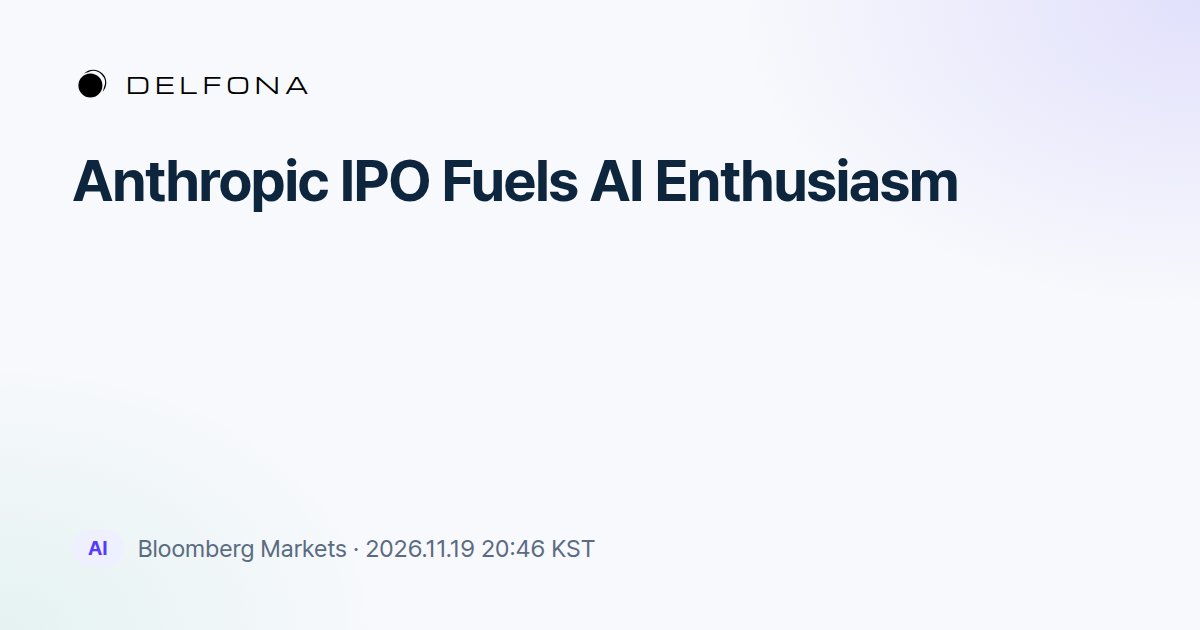 DELFONA
Anthropic IPO Fuels AI Enthusiasm
AI Bloomberg Markets · 2026.11.19 20:46 KST